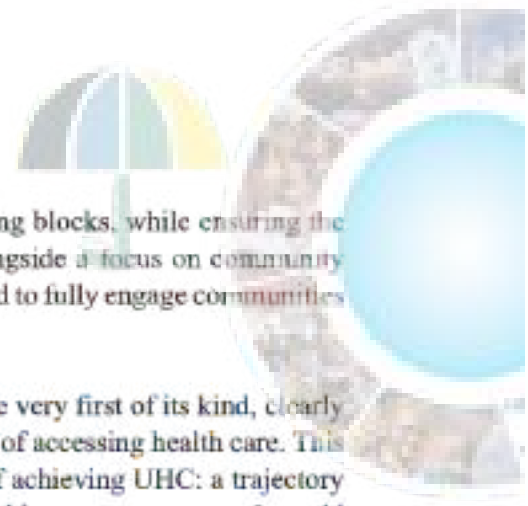 ng blocks, while ensuring the
ngside a focus on community
d to fully engage communities
e very first of its kind, clearly
of accessing health care. This
f achieving UHC: a trajectory